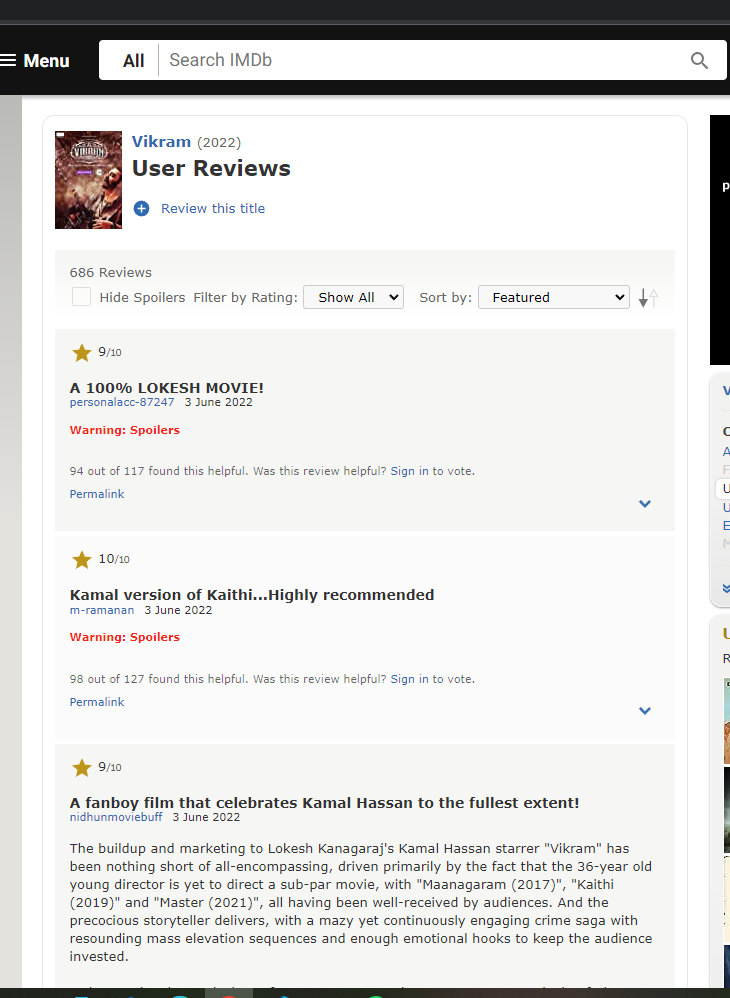 Menu
All
Search IMDb
VIKRAM
Vikram (2022)
User Reviews
Review this title
686 Reviews
Hide Spoilers Filter by Rating: Show All Sort by: Featured
9/10
A 100% LOKESH MOVIE!
personalacc-87247 3 June 2022
Warning: Spoilers
94 out of 117 found this helpful. Was this review helpful? Sign in to vote.
Permalink
10/10
Kamal version of Kaithi...Highly recommended
m-ramanan 3 June 2022
Warning: Spoilers
98 out of 127 found this helpful. Was this review helpful? Sign in to vote.
Permalink
9/10
A fanboy film that celebrates Kamal Hassan to the fullest extent!
nidhunmoviebuff 3 June 2022
The buildup and marketing to Lokesh Kanagaraj's Kamal Hassan starrer "Vikram" has
been nothing short of all-encompassing, driven primarily by the fact that the 36-year old
young director is yet to direct a sub-par movie, with "Maanagaram (2017)", "Kaithi
(2019)" and "Master (2021)", all having been well-received by audiences. And the
precocious storyteller delivers, with a mazy yet continuously engaging crime saga with
resounding mass elevation sequences and enough emotional hooks to keep the audience
invested.